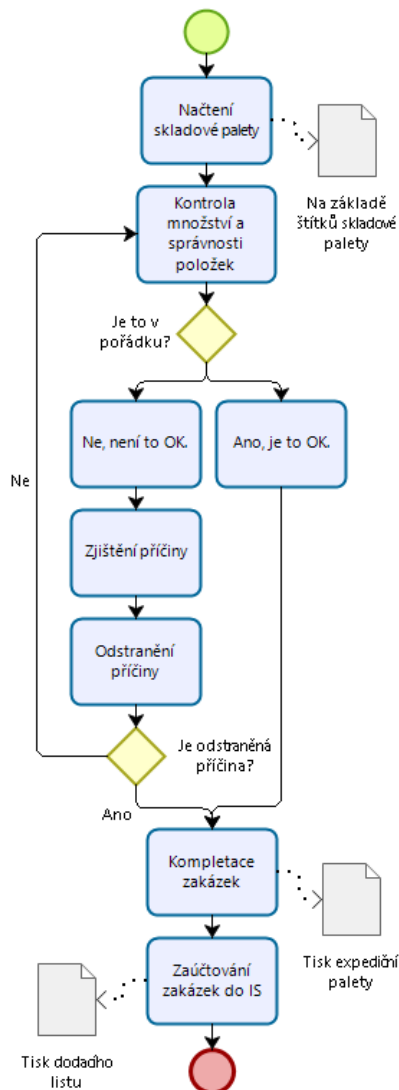 Načtení
skladové palety
Na základě
štítků skladové
palety
Kontrola
množství a
správnosti
položek
Je to v
pořádku?
Ne, není to OK.
Ano, je to OK.
Ne
Zjištění příčiny
Odstranění
příčiny
Je odstraněná
příčina?
Ano
Kompletace
zakázek
Tisk expediční
palety
Zaúčtování
zakázek do IS
Tisk dodacího
listu